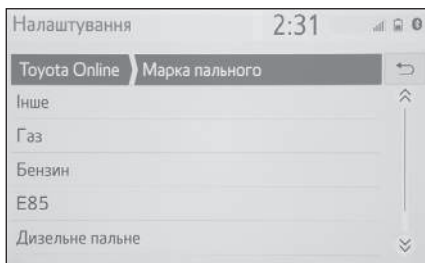 Налаштування 2:31
Toyota Online Марка пального
Інше
Газ
Бензин
E85
Дизельне пальне